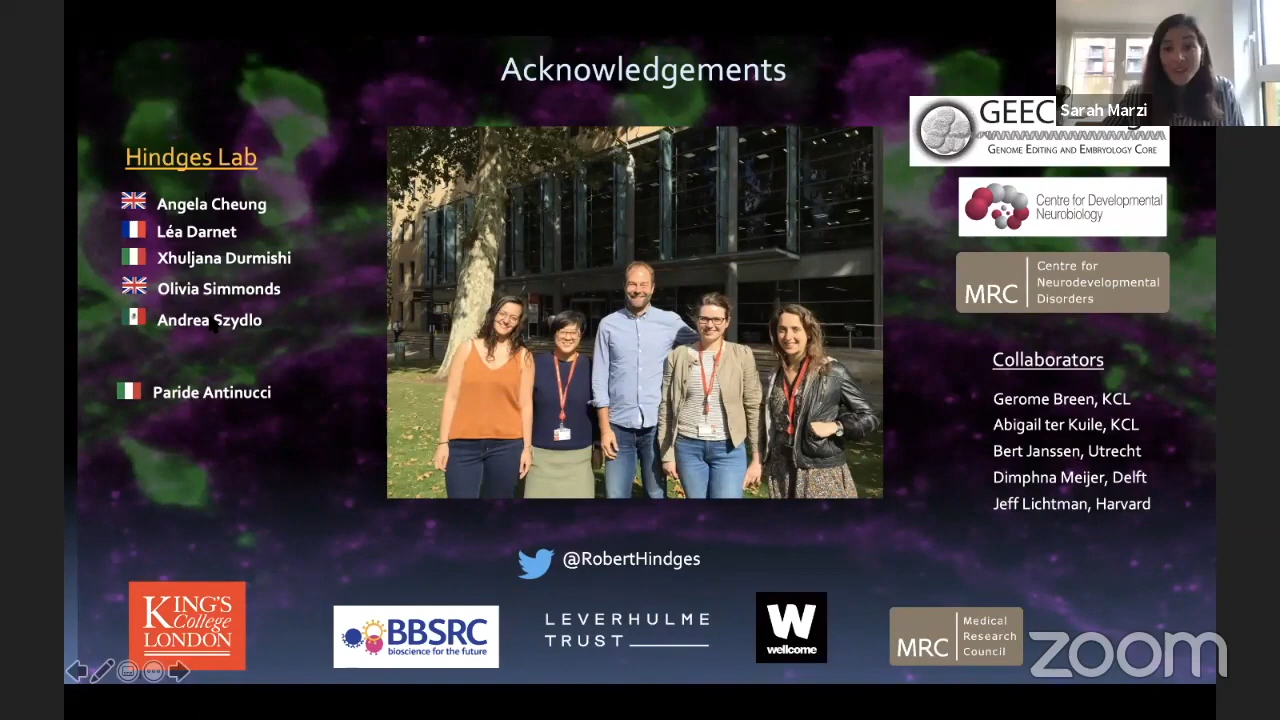 Acknowledgements
Hindges Lab
Angela Cheung
Léa Darnet
Xhuljana Durmishi
Olivia Simmonds
Andrea Szydlo
Paride Antinucci
Sarah Marzi
GEEC
Genome Editing and Embryology Core
Centre for Developmental
Neurobiology
MRC
Centre for
Neurodevelopmental
Disorders
Collaborators
Gerome Breen, KCL
Abigail ter Kuile, KCL
Bert Janssen, Utrecht
Dimphna Meijer, Delft
Jeff Lichtman, Harvard
@RobertHindges
KING'S
College
LONDON
BBSRC
bioscience for the future
LEVERHULME
TRUST
W
wellcome
MRC
Medical
Research
Council
zoom